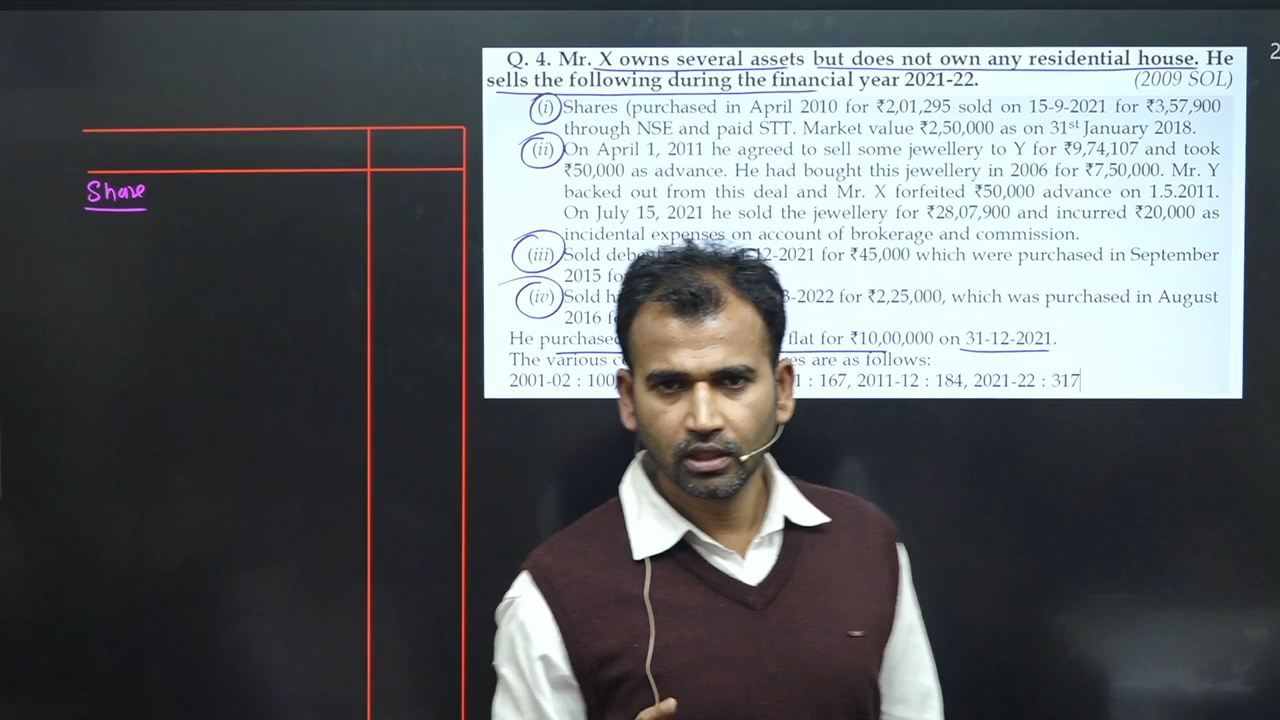 2
Q. 4. Mr. X owns several assets but does not own any residential house. He
sells the following during the financial year 2021-22. (2009 SOL)
(i) Shares (purchased in April 2010 for ₹2,01,295 sold on 15-9-2021 for ₹3,57,900
through NSE and paid STT. Market value ₹2,50,000 as on 31st January 2018.
(ii) On April 1, 2011 he agreed to sell some jewellery to Y for ₹9,74,107 and took
₹50,000 as advance. He had bought this jewellery in 2006 for ₹7,50,000. Mr. Y
backed out from this deal and Mr. X forfeited ₹50,000 advance on 1.5.2011.
On July 15, 2021 he sold the jewellery for ₹28,07,900 and incurred ₹20,000 as
incidental expenses on account of brokerage and commission.
(iii) Sold 12-2021 for ₹45,000 which were purchased in September
2015
(iv) Sold -2022 for ₹2,25,000, which was purchased in August
2016
He purchased flat for ₹10,00,000 on 31-12-2021.
The various are as follows:
2001-02 : 100 : 167, 2011-12 : 184, 2021-22 : 317
Share